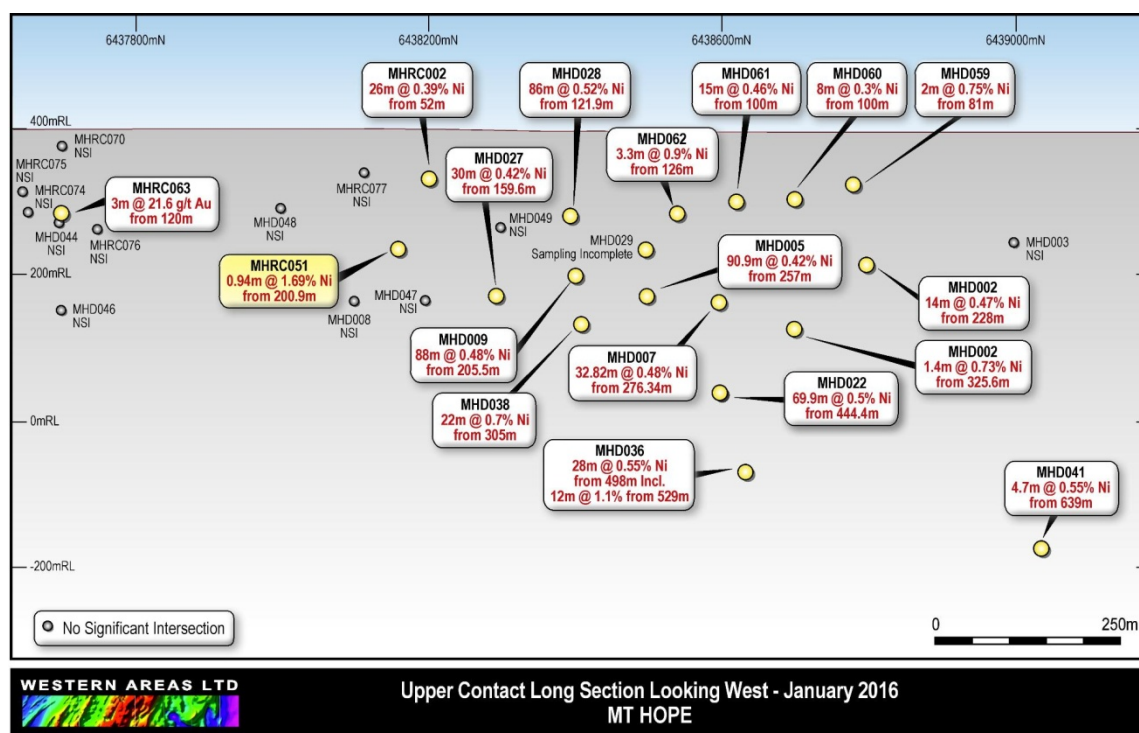 6437800mN
6438200mN
6438600mN
6439000mN
400mRL
200mRL
0mRL
-200mRL
MHRC070
NSI
MHRC075
NSI
MHRC074
NSI
MHRC063
3m @ 21.6 g/t Au
from 120m
MHD044
NSI
MHRC076
NSI
MHD046
NSI
MHD048
NSI
MHRC077
NSI
MHRC002
26m @ 0.39% Ni
from 52m
MHRC051
0.94m @ 1.69% Ni
from 200.9m
MHD008
NSI
MHD047
NSI
MHD027
30m @ 0.42% Ni
from 159.6m
MHD049
NSI
MHD028
86m @ 0.52% Ni
from 121.9m
MHD029
Sampling Incomplete
MHD062
3.3m @ 0.9% Ni
from 126m
MHD061
15m @ 0.46% Ni
from 100m
MHD060
8m @ 0.3% Ni
from 100m
MHD059
2m @ 0.75% Ni
from 81m
MHD003
NSI
MHD005
90.9m @ 0.42% Ni
from 257m
MHD002
14m @ 0.47% Ni
from 228m
MHD009
88m @ 0.48% Ni
from 205.5m
MHD007
32.82m @ 0.48% Ni
from 276.34m
MHD002
1.4m @ 0.73% Ni
from 325.6m
MHD038
22m @ 0.7% Ni
from 305m
MHD022
69.9m @ 0.5% Ni
from 444.4m
MHD036
28m @ 0.55% Ni
from 498m Incl.
12m @ 1.1% from 529m
MHD041
4.7m @ 0.55% Ni
from 639m
No Significant Intersection
0
250m
WESTERN AREAS LTD
Upper Contact Long Section Looking West - January 2016
MT HOPE